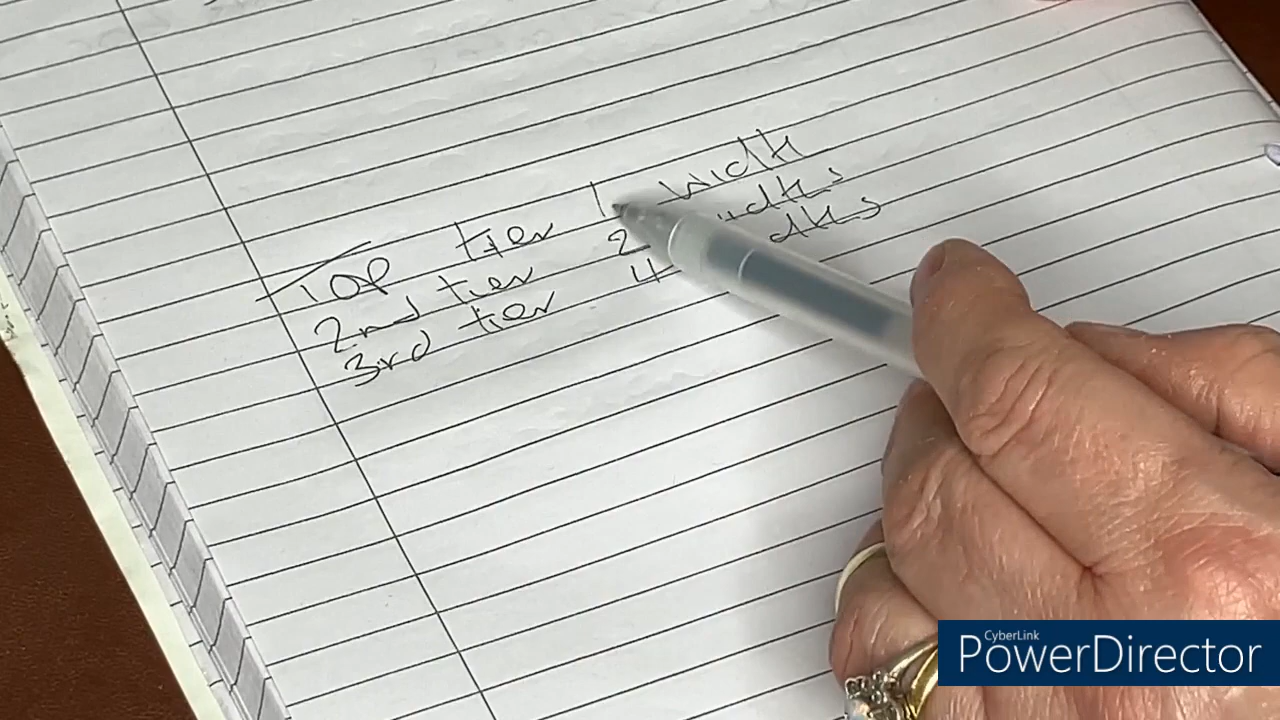 Top tier 1 width
2nd tier 2
3rd tier 4
CyberLink
PowerDirector